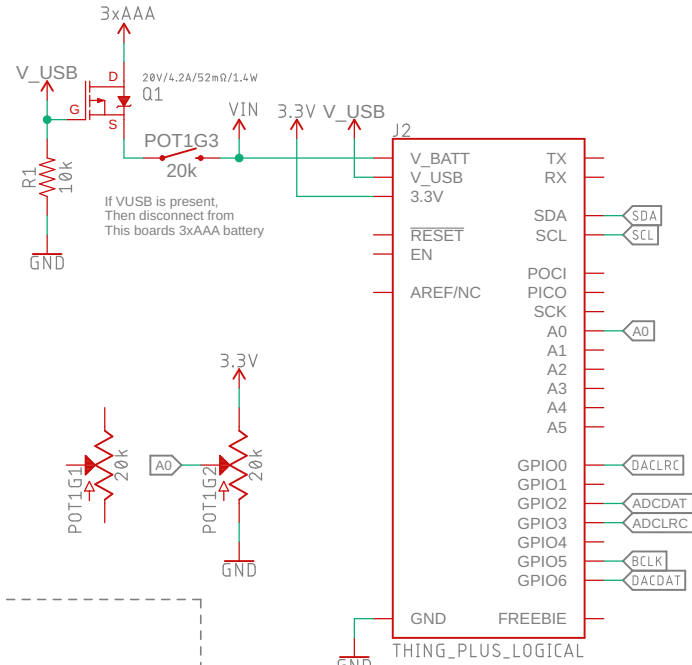 3xAAA
V_USB
D
G
S
20V/4.2A/52mΩ/1.4W
Q1
R1
10k
GND
POT1G3
20k
VIN
3.3V
V_USB
If VUSB is present,
Then disconnect from
This boards 3xAAA battery
J2
V_BATT
V_USB
3.3V
RESET
EN
AREF/NC
GND
TX
RX
SDA
SCL
POCI
PICO
SCK
A0
A1
A2
A3
A4
A5
GPIO0
GPIO1
GPIO2
GPIO3
GPIO4
GPIO5
GPIO6
FREEBIE
SDA
SCL
A0
DACLRC
ADCDAT
ADCLRC
BCLK
DACDAT
THING_PLUS_LOGICAL
GND
POT1G1
20k
3.3V
A0
POT1G2
20k
GND